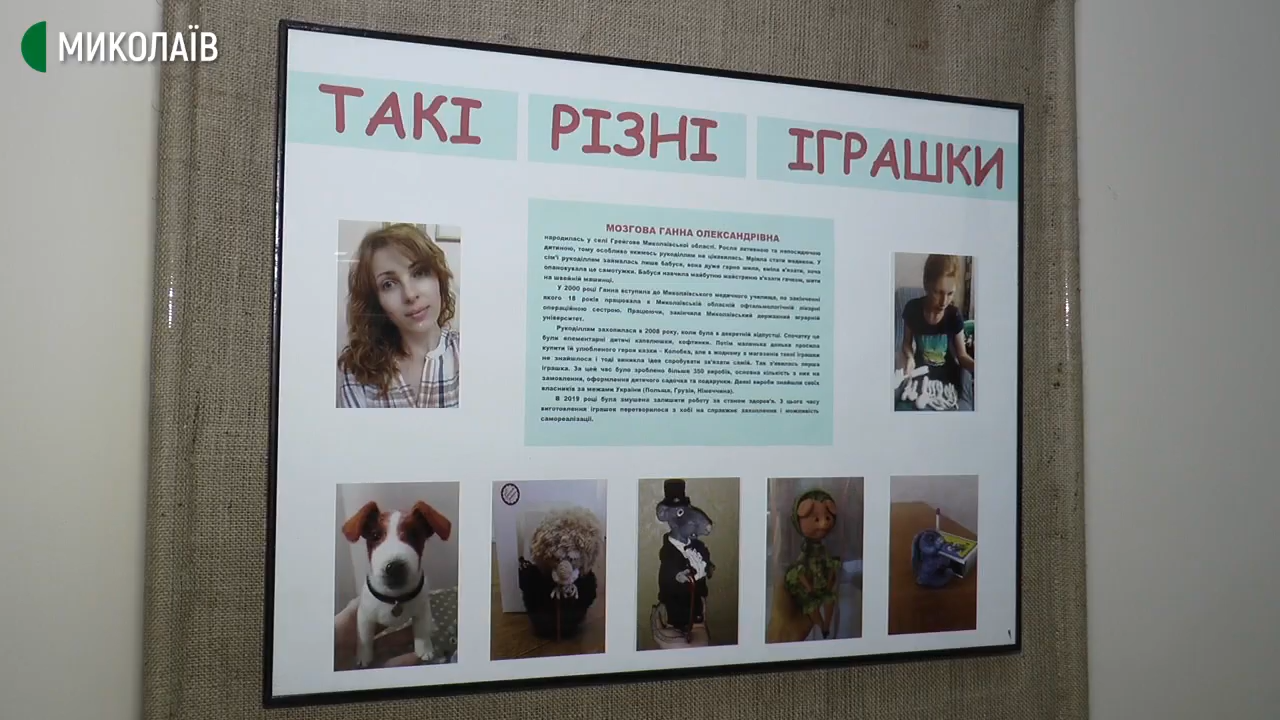 МИКОЛАЇВ
ТАКІ РІЗНІ ІГРАШКИ
МОЗГОВА ГАННА ОЛЕКСАНДРІВНА
народилась у селі Грейгове Миколаївської області. Росла активною та непосидючою
дитиною, тому особливо якимось рукоділлям не цікавилась. Мріяла стати медиком. У
сім'ї рукоділлям займалась лише бабуся, вона дуже гарно шила, вміла в'язати, хоча
опановувала це самотужки. Бабуся навчила майбутню майстриню в'язати гачком, шити
на швейній машинці.
У 2000 році Ганна вступила до Миколаївського медичного училища, по закінченні
якого 18 років працювала в Миколаївській обласній офтальмологічній лікарні
операційною сестрою. Працюючи, закінчила Миколаївський державний аграрний
університет.
Рукоділлям захопилася в 2008 році, коли була в декретній відпустці. Спочатку це
були елементарні дитячі капелюшки, кофтинки. Потім маленька донька просила
купити їй улюбленого героя казки - Колобка, але в жодному з магазинів такої іграшки
не знайшлося і тоді виникла ідея спробувати зв'язати самій. Так з'явилась перша
іграшка. За цей час було зроблено більше 350 виробів, основна кількість з них на
замовлення, оформлення дитячого садочка та подарунки. Деякі вироби знайшли своїх
власників за межами України (Польща, Грузія, Німеччина).
В 2019 році була змушена залишити роботу за станом здоров'я. З цього часу
виготовлення іграшок перетворилося з хобі на справжнє захоплення і можливість
самореалізації.